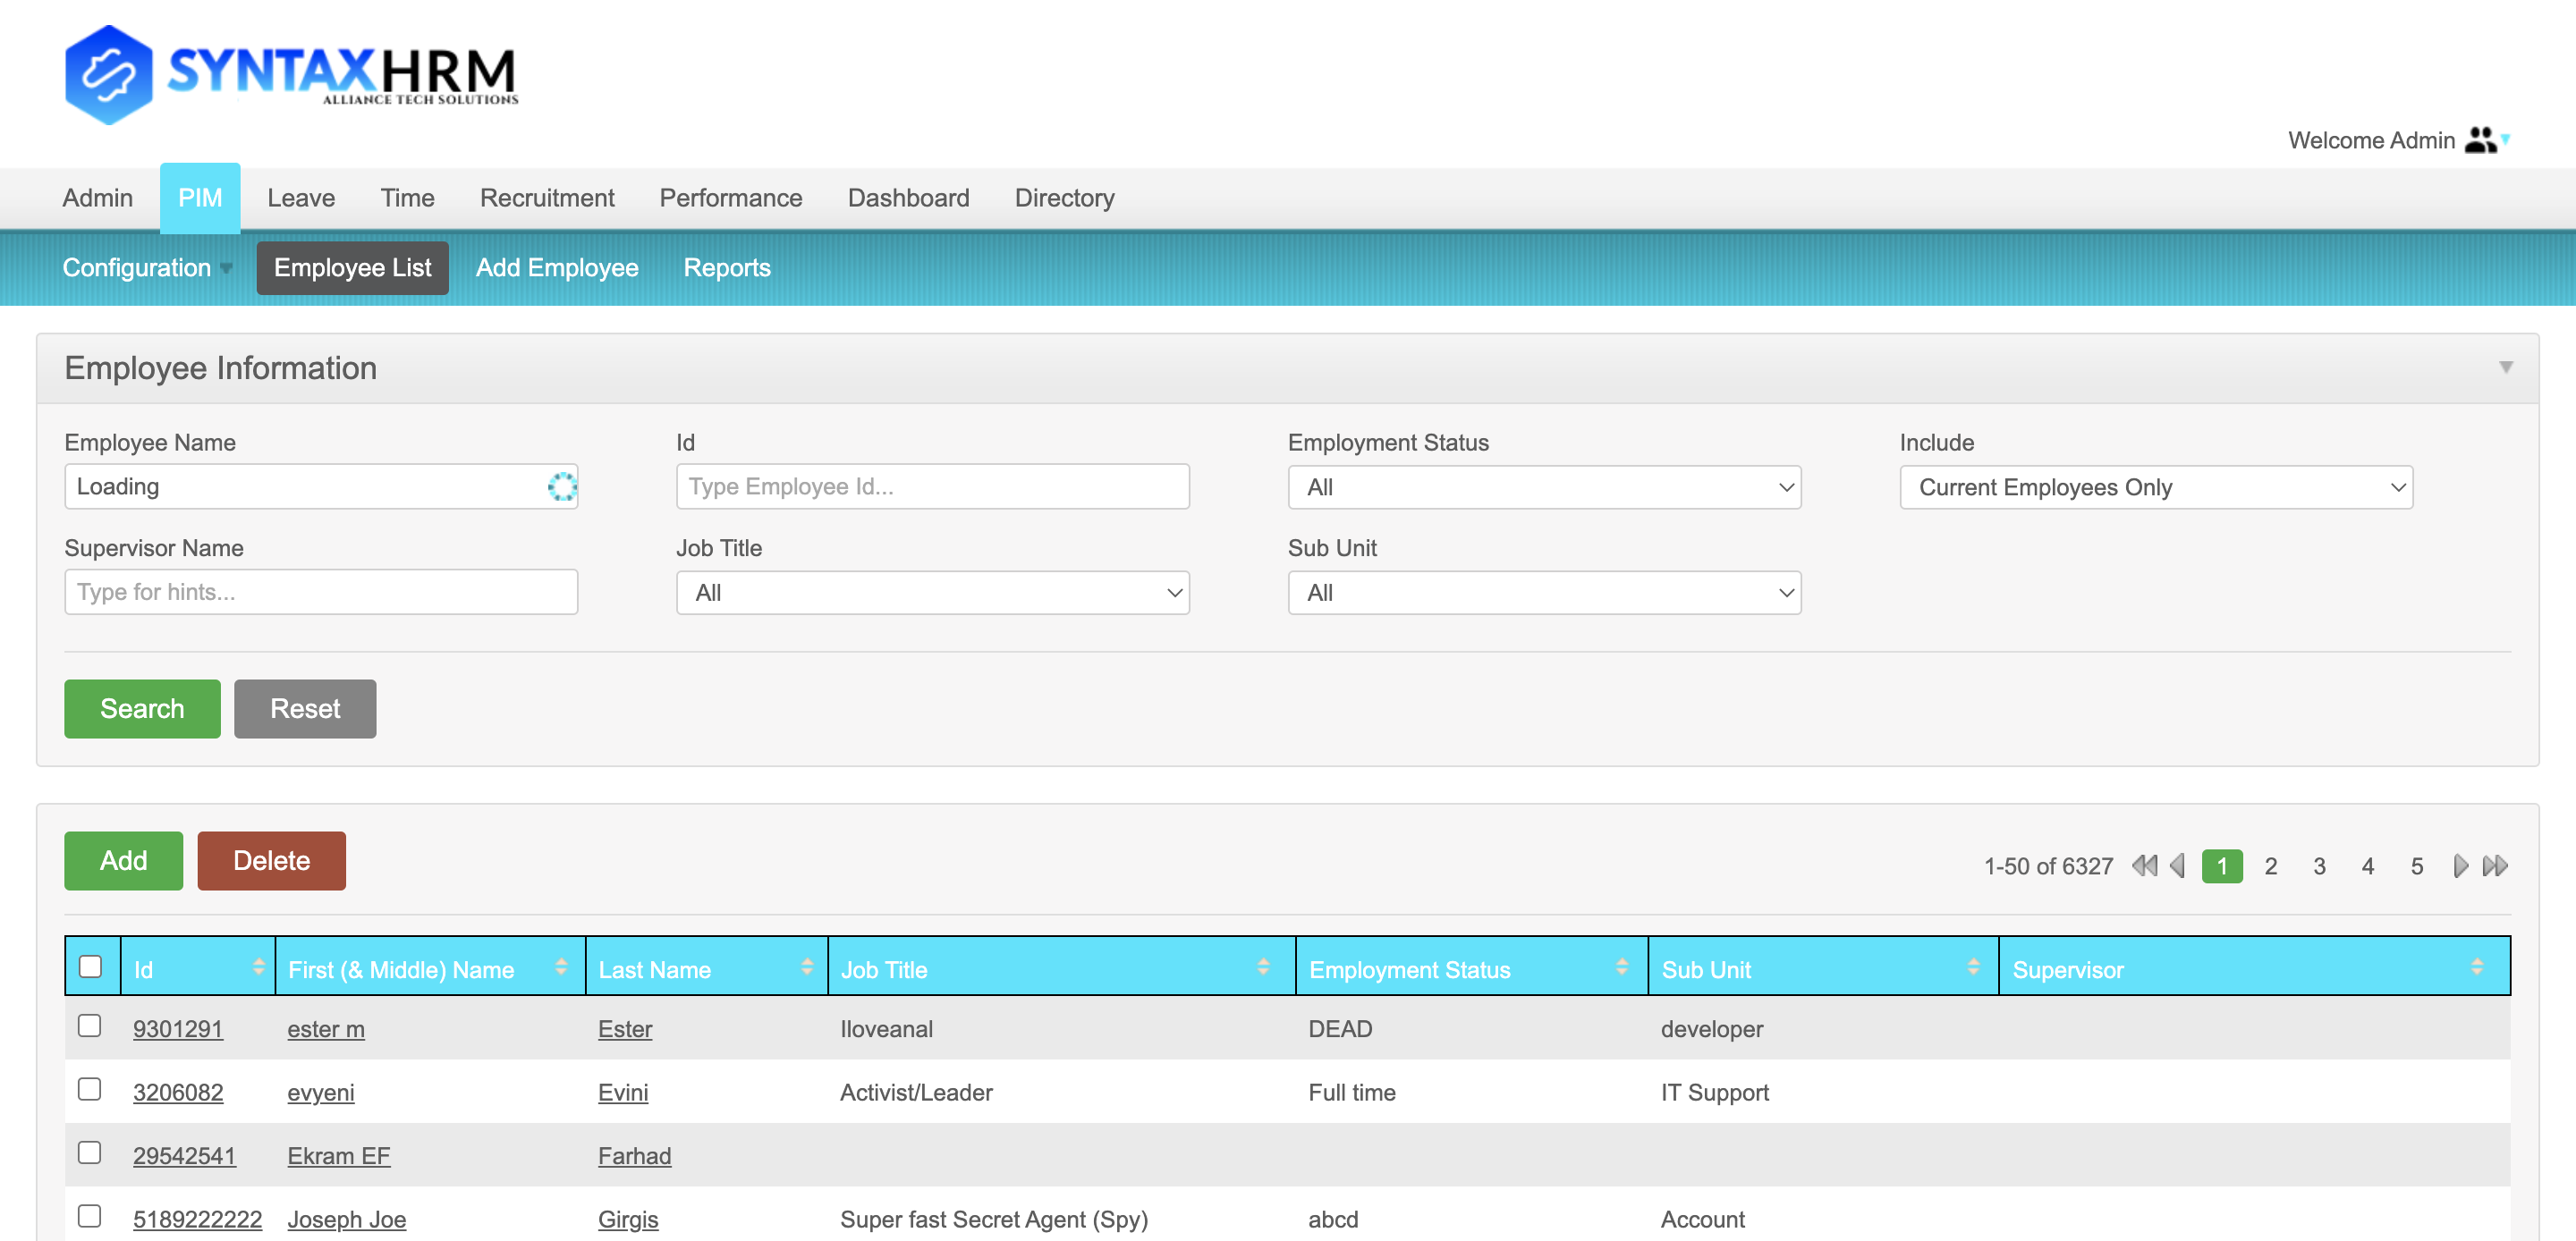 SYNTAXHRM
ALLIANCE TECH SOLUTIONS
Welcome Admin
Admin PIM Leave Time Recruitment Performance Dashboard Directory
Configuration Employee List Add Employee Reports
Employee Information
Employee Name Id Employment Status Include
Loading Type Employee Id... All Current Employees Only
Supervisor Name Job Title Sub Unit
Type for hints... All All
Search Reset
Add Delete 1-50 of 6327 1 2 3 4 5
Id First (& Middle) Name Last Name Job Title Employment Status Sub Unit Supervisor
9301291 ester m Ester Iloveanal DEAD developer
3206082 evyeni Evini Activist/Leader Full time IT Support
29542541 Ekram EF Farhad
5189222222 Joseph Joe Girgis Super fast Secret Agent (Spy) abcd Account